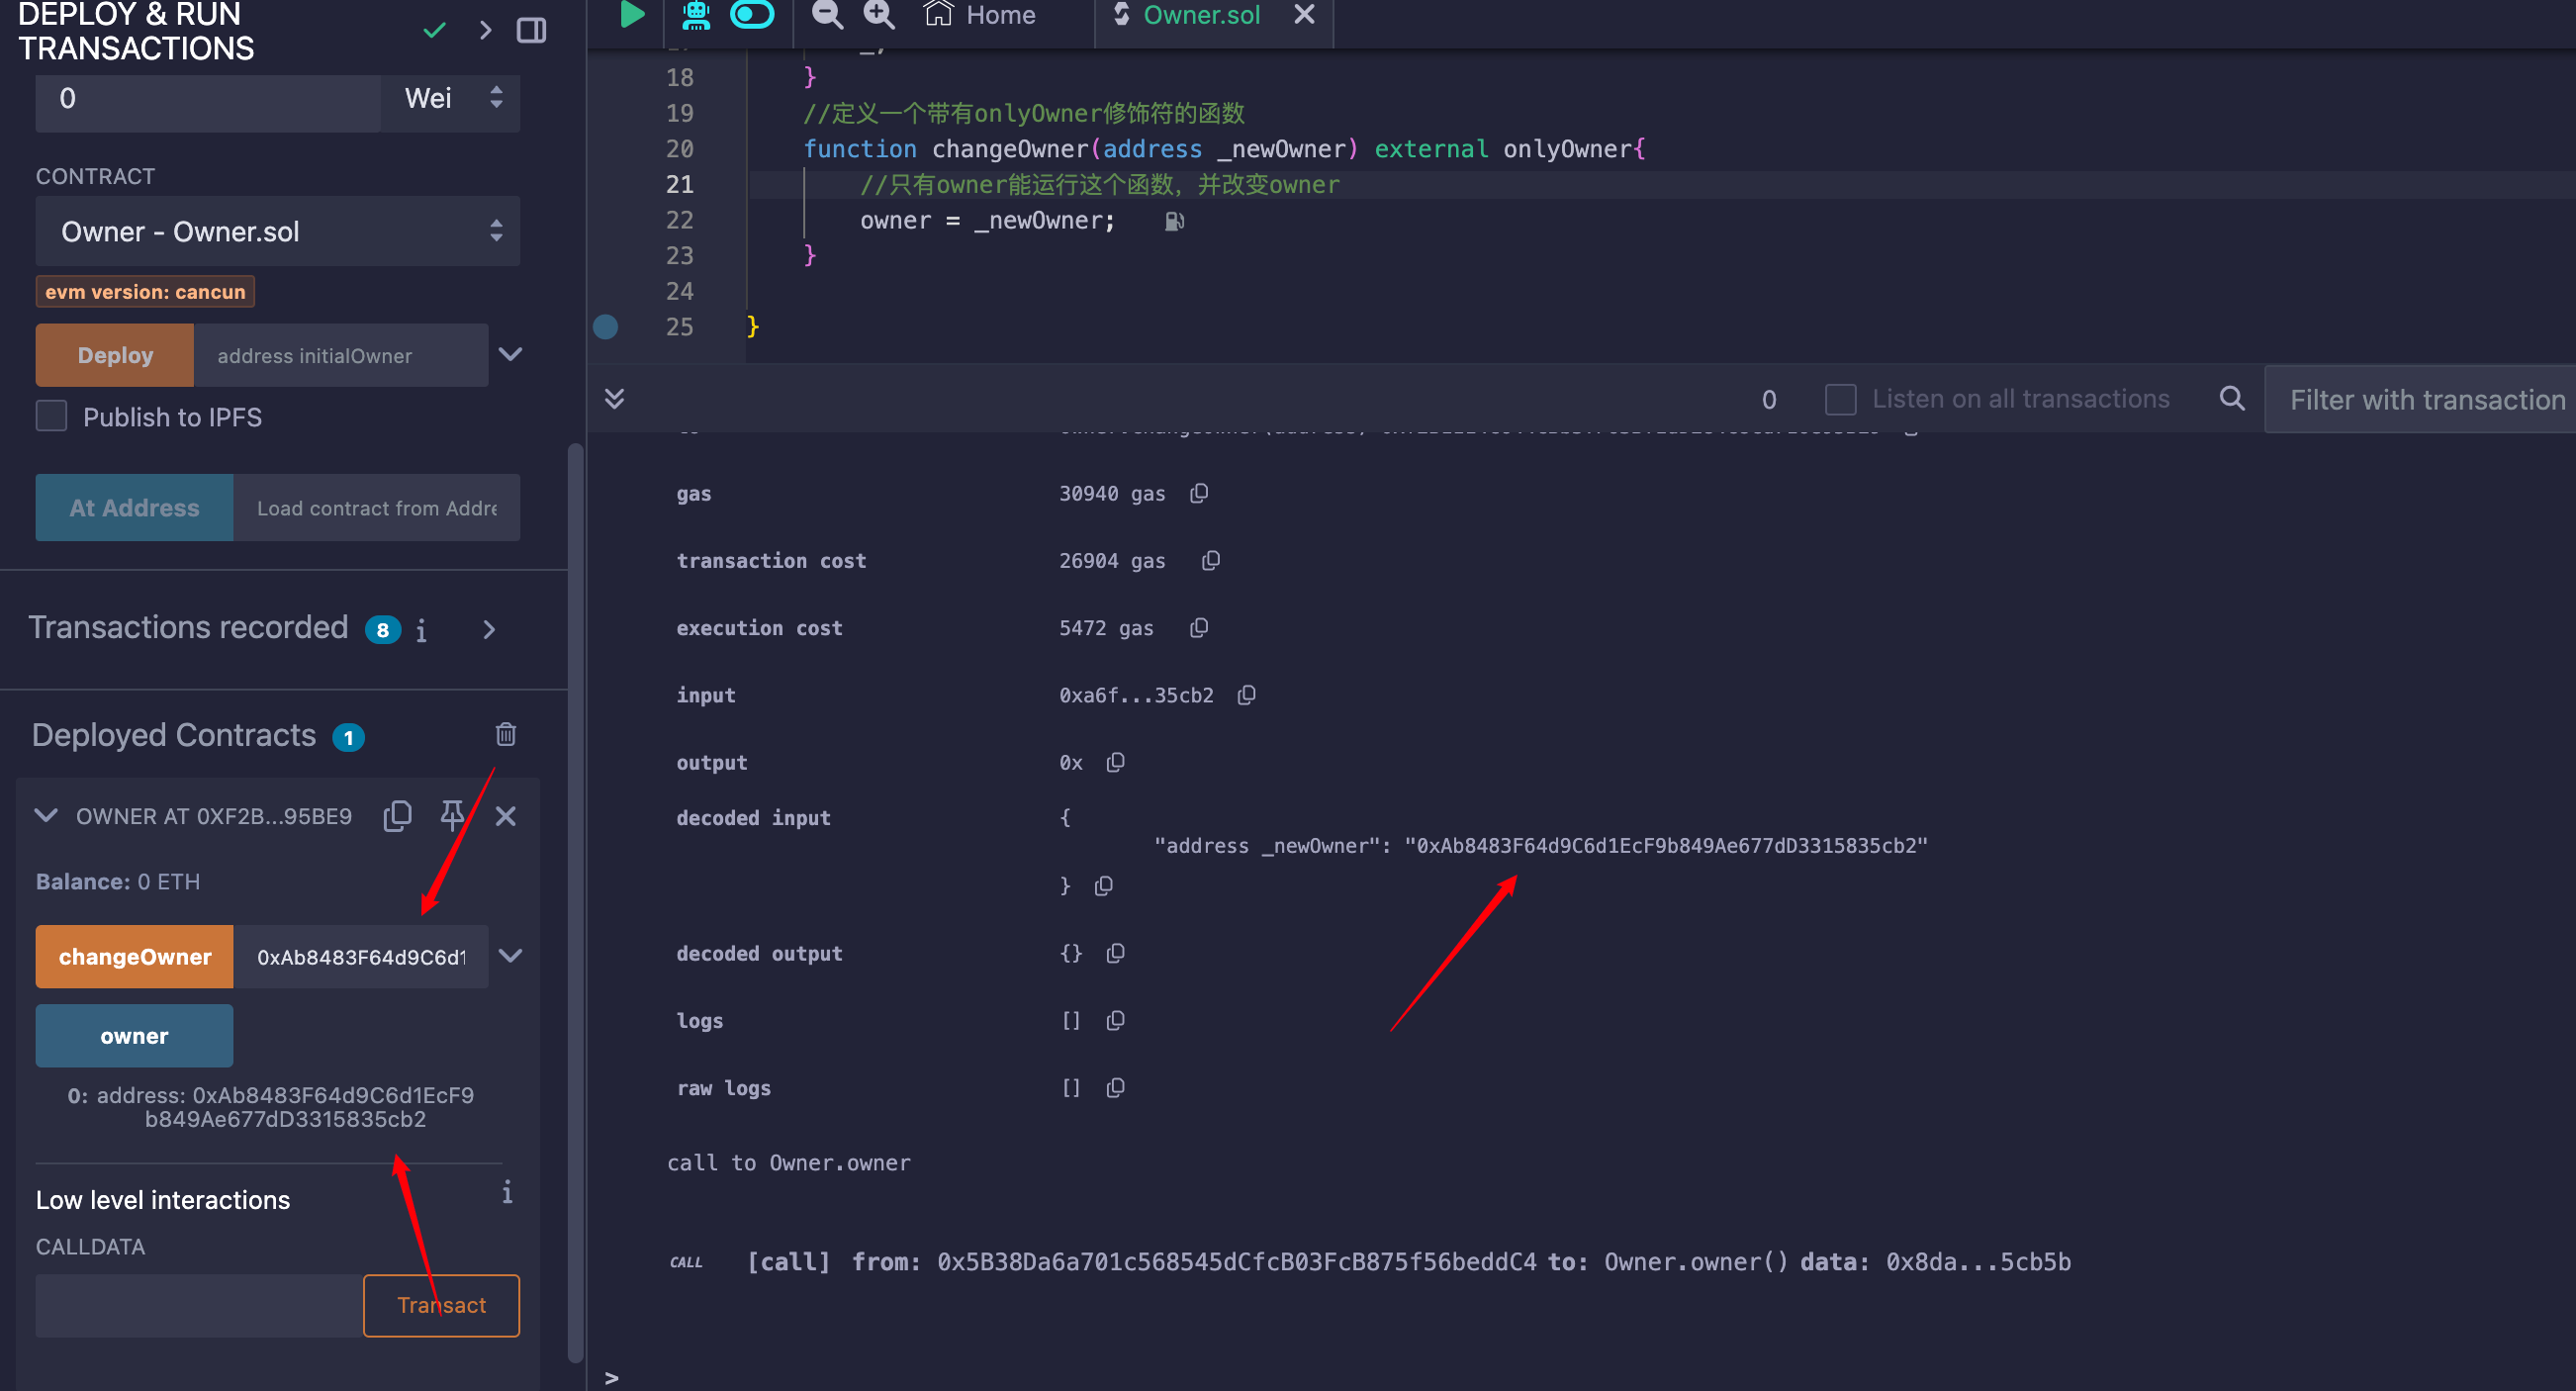 DEPLOY & RUN
TRANSACTIONS
0
Wei
CONTRACT
Owner - Owner.sol
evm version: cancun
Deploy
address initialOwner
Publish to IPFS
At Address
Load contract from Addre
Transactions recorded 8 i
Deployed Contracts 1
OWNER AT 0XF2B...95BE9
Balance: 0 ETH
changeOwner
0xAb8483F64d9C6d1
owner
0: address: 0xAb8483F64d9C6d1EcF9
b849Ae677dD3315835cb2
Low level interactions
i
CALLDATA
Transact
Home
Owner.sol
18 }
19 //定义一个带有onlyOwner修饰符的函数
20 function changeOwner(address _newOwner) external onlyOwner{
21 //只有owner能运行这个函数，并改变owner
22 owner = _newOwner;
23 }
24
25 }
0
Listen on all transactions
Filter with transaction
gas 30940 gas
transaction cost 26904 gas
execution cost 5472 gas
input 0xa6f...35cb2
output 0x
decoded input {
"address _newOwner": "0xAb8483F64d9C6d1EcF9b849Ae677dD3315835cb2"
}
decoded output {}
logs []
raw logs []
call to Owner.owner
CALL [call] from: 0x5B38Da6a701c568545dCfcB03FcB875f56beddC4 to: Owner.owner() data: 0x8da...5cb5b
>